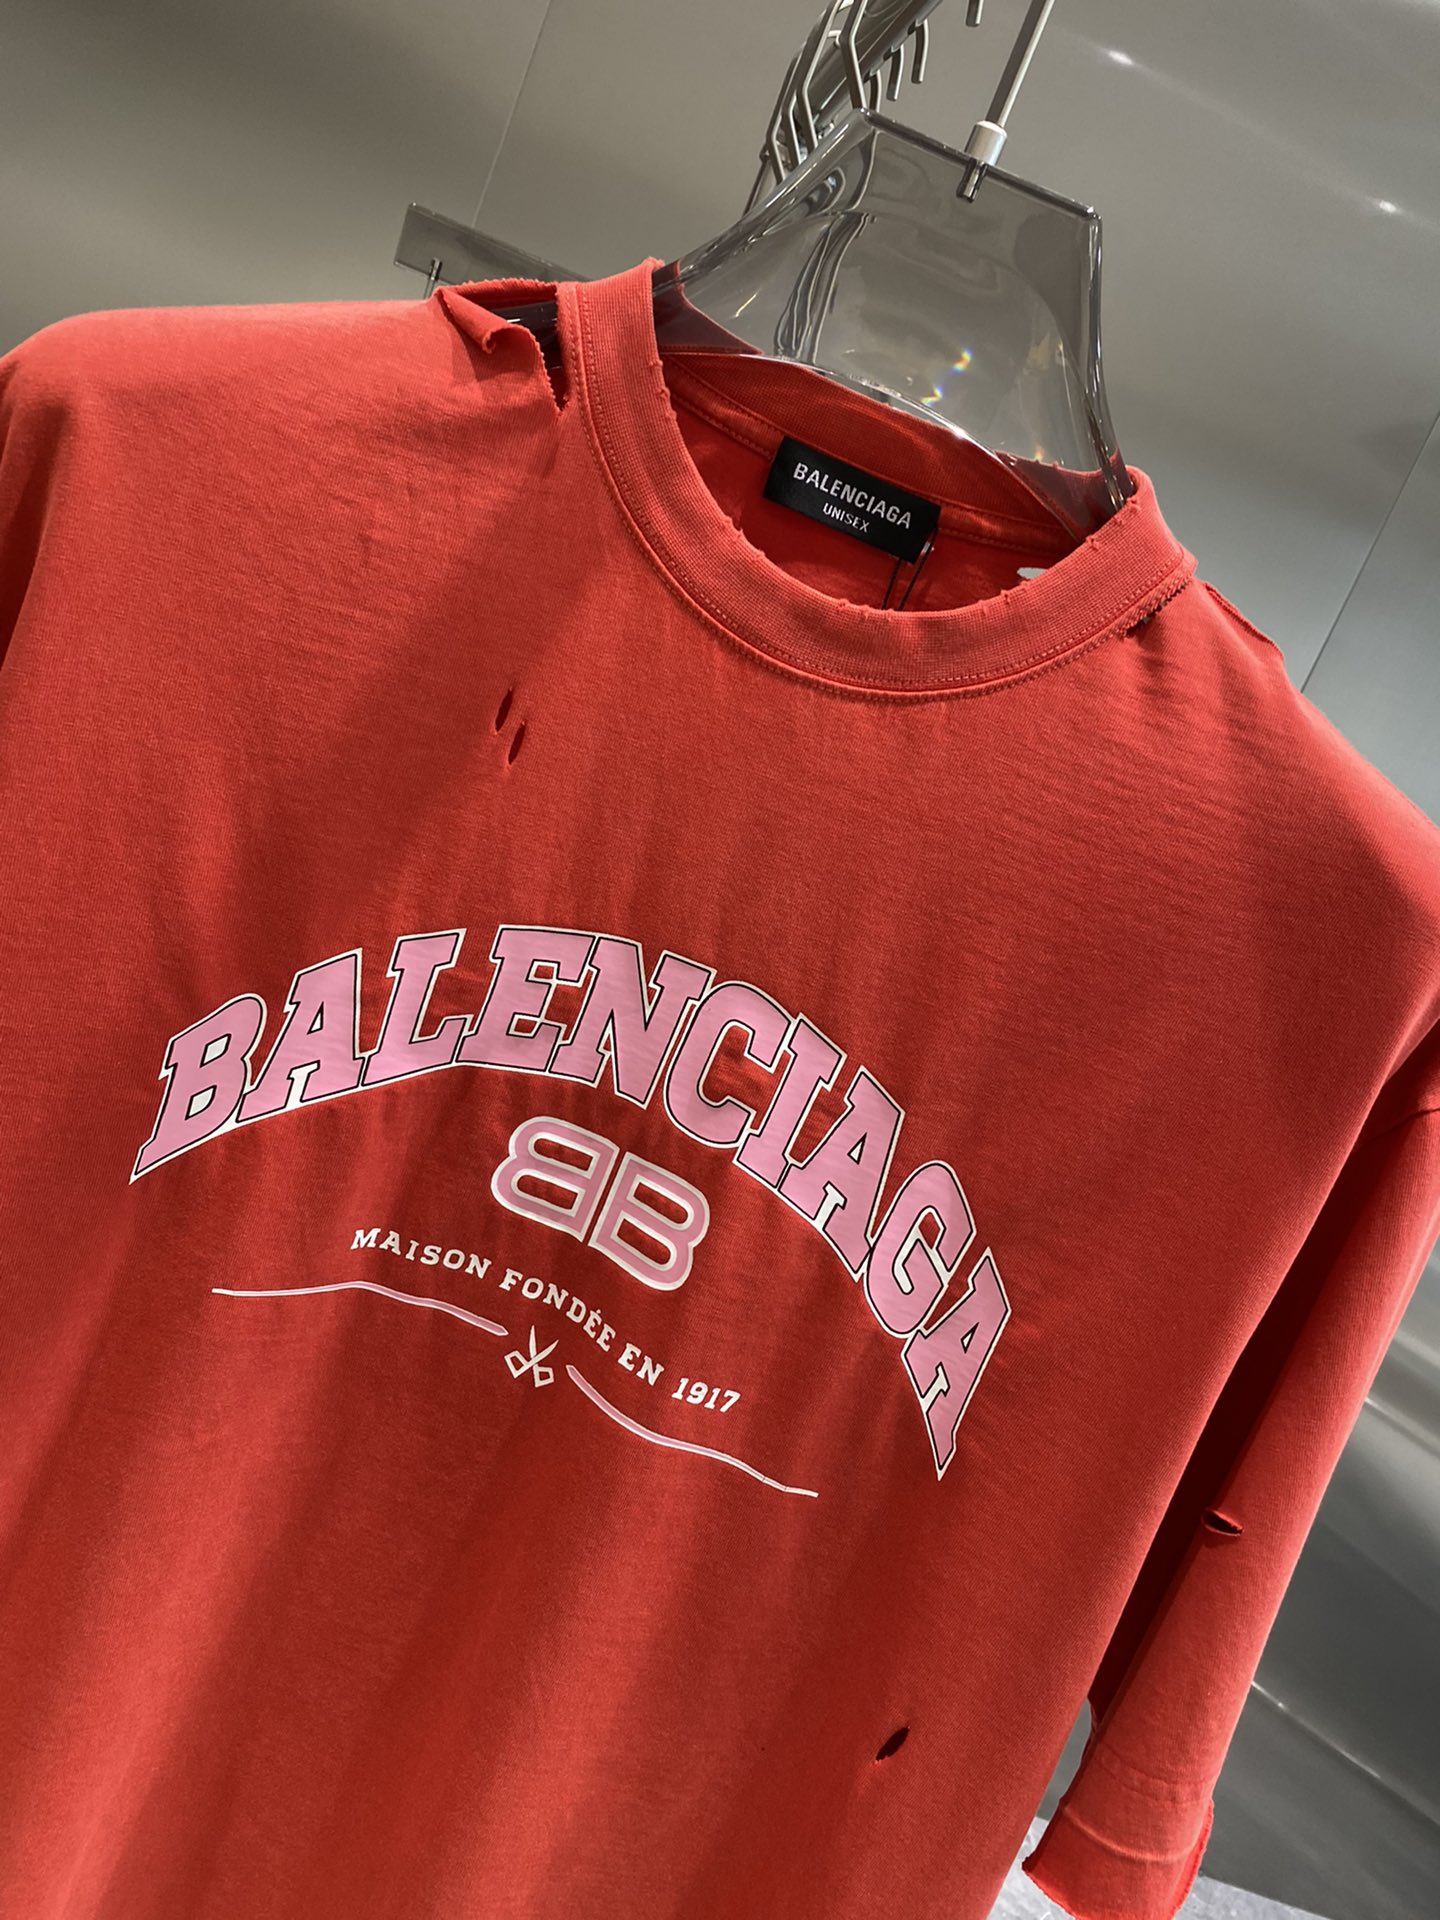 BALENCIAGA
UNISEX
BALENCIAGA
BB
MAISON FONDÉE EN 1917